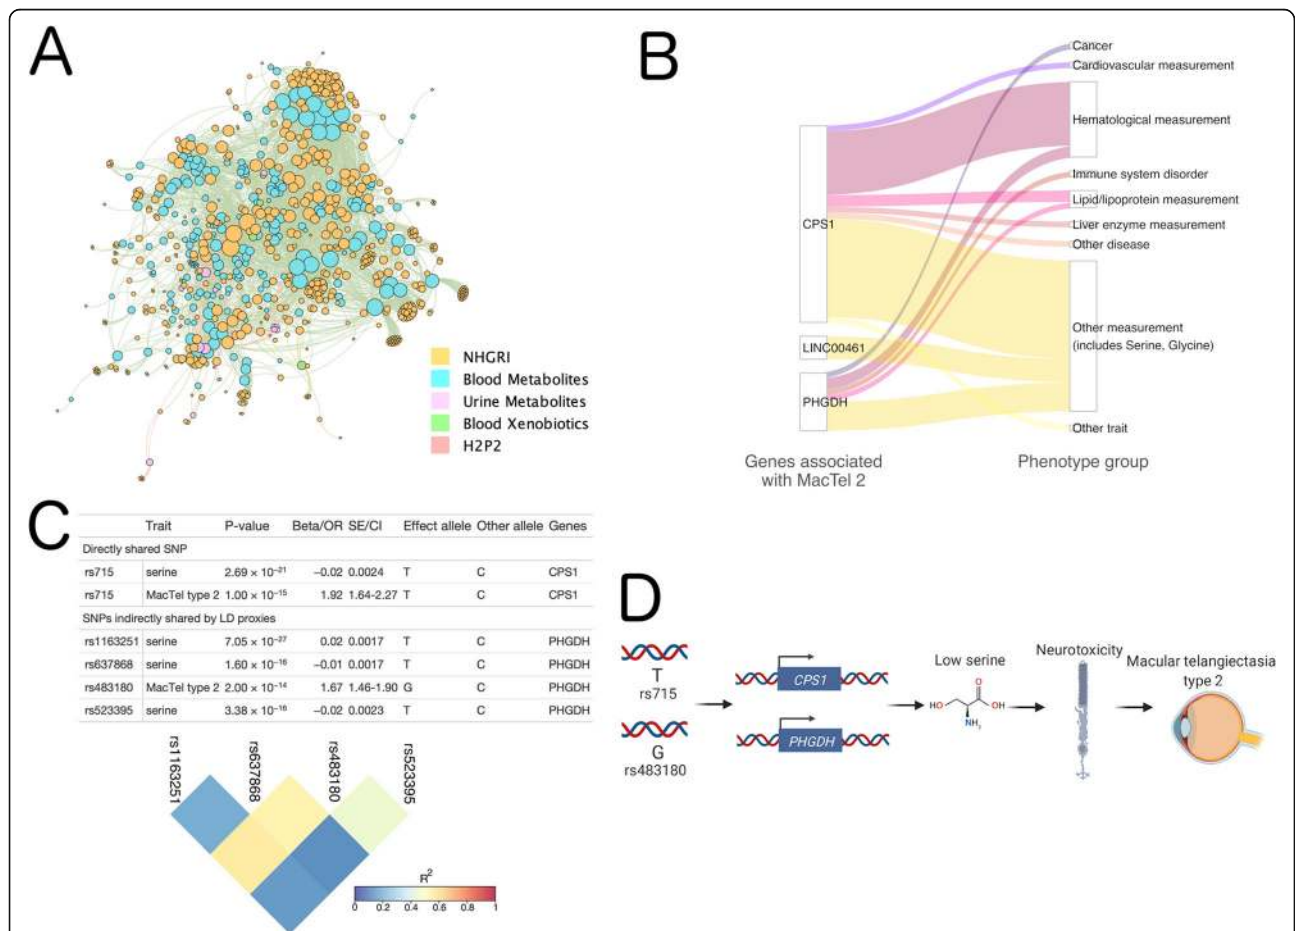 A
NHGRI
Blood Metabolites
Urine Metabolites
Blood Xenobiotics
H2P2
B
Cancer
Cardiovascular measurement
Hematological measurement
Immune system disorder
Lipid/lipoprotein measurement
Liver enzyme measurement
Other disease
Other measurement
(includes Serine, Glycine)
Other trait
CPS1
LINC00461
PHGDH
Genes associated
with MacTel 2
Phenotype group
C
Trait P-value Beta/OR SE/CI Effect allele Other allele Genes
Directly shared SNP
rs715 serine 2.69 × 10⁻²¹ −0.02 0.0024 T C CPS1
rs715 MacTel type 2 1.00 × 10⁻¹⁵ 1.92 1.64-2.27 T C CPS1
SNPs indirectly shared by LD proxies
rs1163251 serine 7.05 × 10⁻²⁷ 0.02 0.0017 T C PHGDH
rs637868 serine 1.60 × 10⁻¹⁶ −0.01 0.0017 T C PHGDH
rs483180 MacTel type 2 2.00 × 10⁻¹⁴ 1.67 1.46-1.90 G C PHGDH
rs523395 serine 3.38 × 10⁻¹⁶ −0.02 0.0023 T C PHGDH
rs1163251
rs637868
rs483180
rs523395
R²
0 0.2 0.4 0.6 0.8 1
D
T
rs715
G
rs483180
CPS1
PHGDH
Low serine
HO
O
OH
NH₂
Neurotoxicity
Macular telangiectasia
type 2